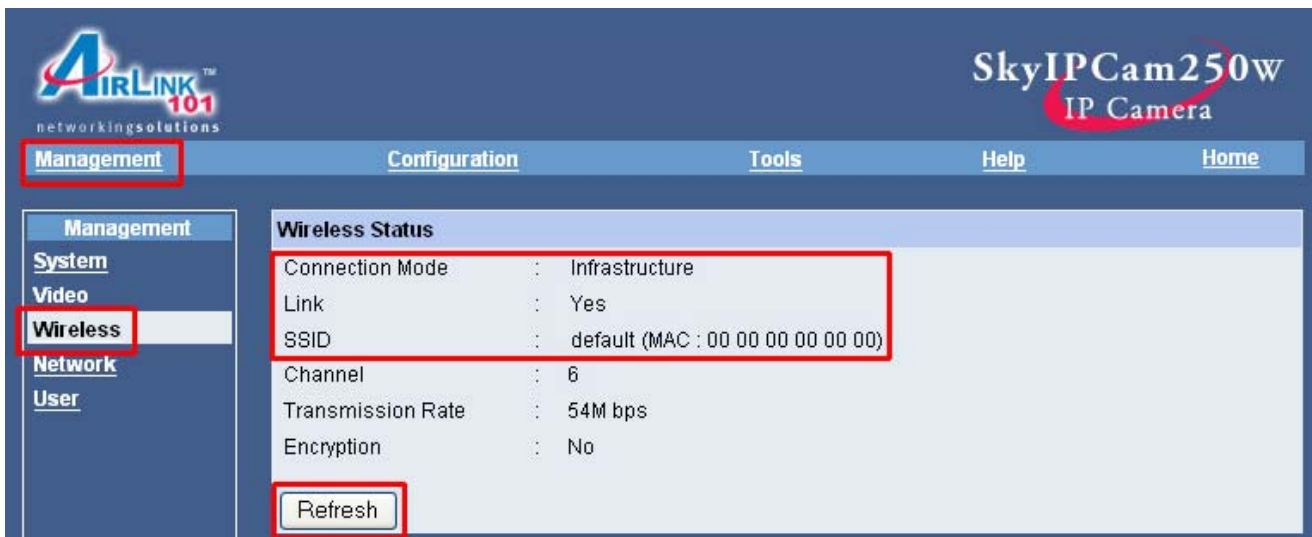 AIRLINK™
101
networkingsolutions
SkyIPCam250W
IP Camera
Management Configuration Tools Help Home
Management
System
Video
Wireless
Network
User
Wireless Status
Connection Mode : Infrastructure
Link : Yes
SSID : default (MAC : 00 00 00 00 00 00)
Channel : 6
Transmission Rate : 54M bps
Encryption : No
Refresh